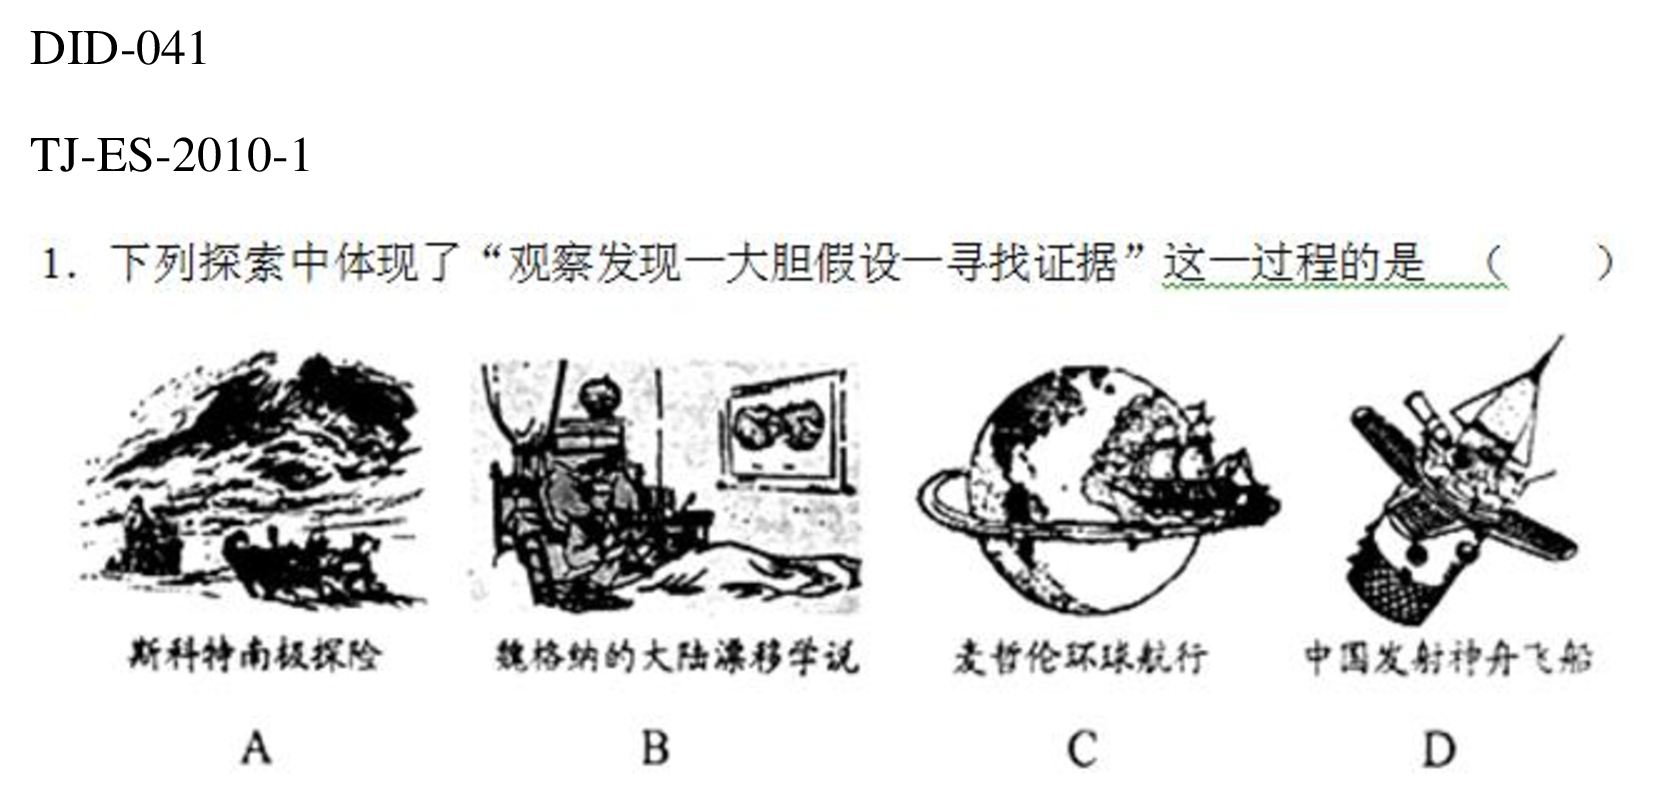 DID-041
TJ-ES-2010-1
1. 下列探索中体现了“观察发现一大胆假设一寻找证据”这一过程的是 （ ）
斯科特南极探险 魏格纳的大陆漂移学说 麦哲伦环球航行 中国发射神舟飞船
A B C D